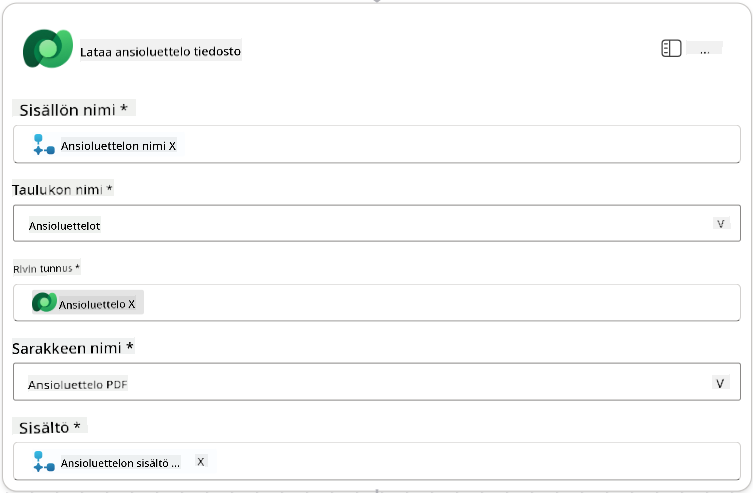 Lataa ansioluettelo tiedosto ...
Sisällön nimi *
Ansioluettelon nimi X
Taulukon nimi *
Ansioluettelot V
Rivin tunnus *
Ansioluettelo X
Sarakkeen nimi *
Ansioluettelo PDF V
Sisältö *
Ansioluettelon sisältö ... X